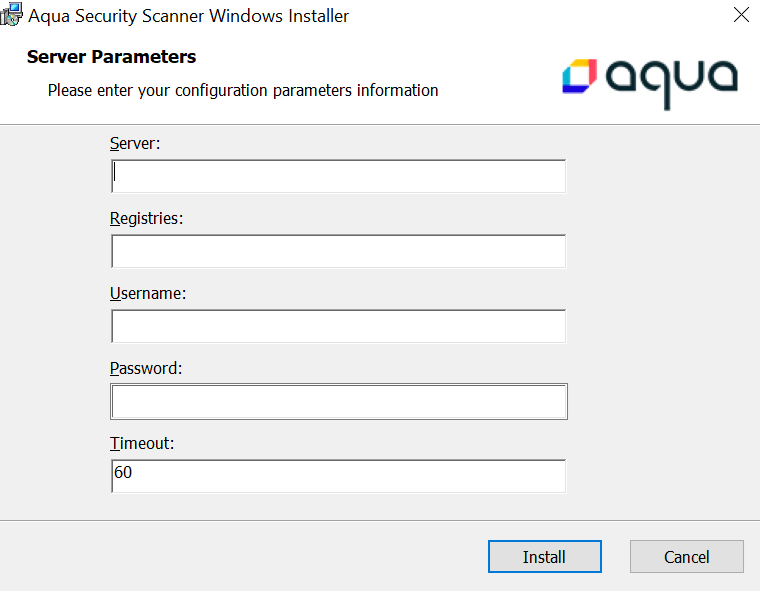 Aqua Security Scanner Windows Installer
Server Parameters
Please enter your configuration parameters information
aqua
Server:
Registries:
Username:
Password:
Timeout:
60
Install
Cancel